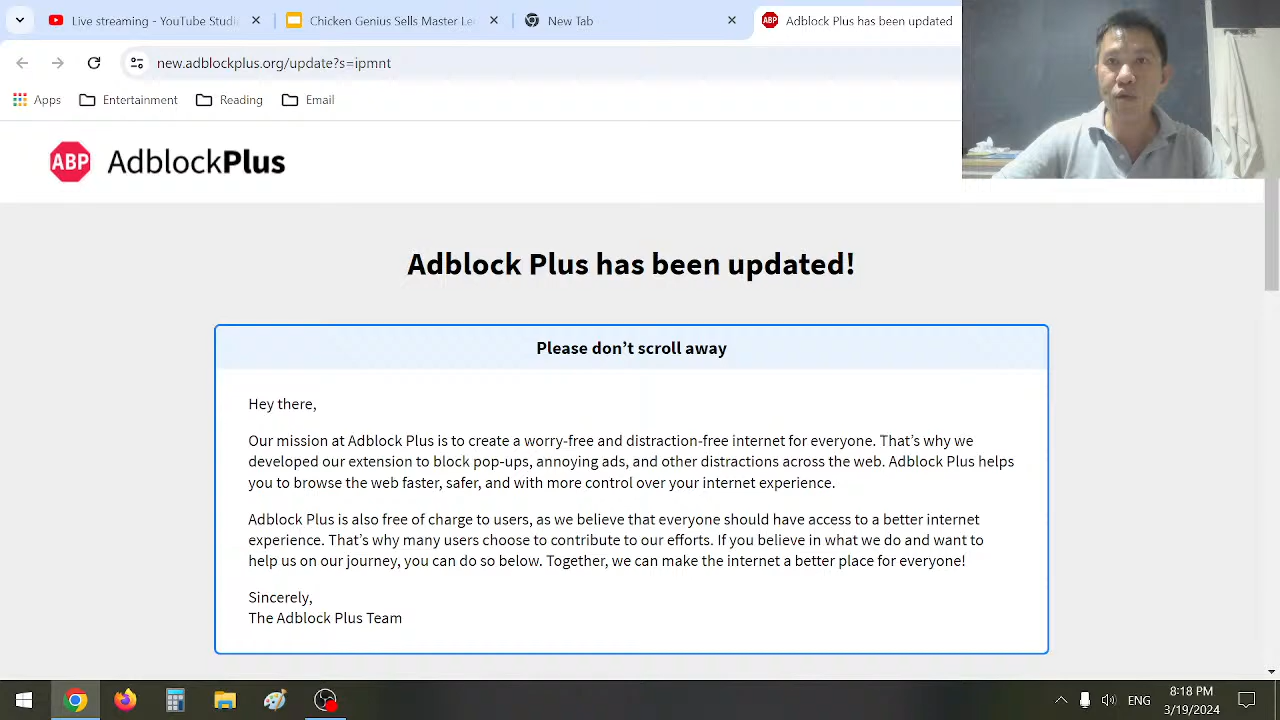 Live streaming - YouTube Studi
Chicken Genius Sells Master Le
New Tab
ABP
Adblock Plus has been updated
new.adblockplus.org/update?s=ipmnt
Apps
Entertainment
Reading
Email
ABP AdblockPlus
Adblock Plus has been updated!
Please don’t scroll away
Hey there,
Our mission at Adblock Plus is to create a worry-free and distraction-free internet for everyone. That’s why we
developed our extension to block pop-ups, annoying ads, and other distractions across the web. Adblock Plus helps
you to browse the web faster, safer, and with more control over your internet experience.
Adblock Plus is also free of charge to users, as we believe that everyone should have access to a better internet
experience. That’s why many users choose to contribute to our efforts. If you believe in what we do and want to
help us on our journey, you can do so below. Together, we can make the internet a better place for everyone!
Sincerely,
The Adblock Plus Team
ENG
8:18 PM
3/19/2024